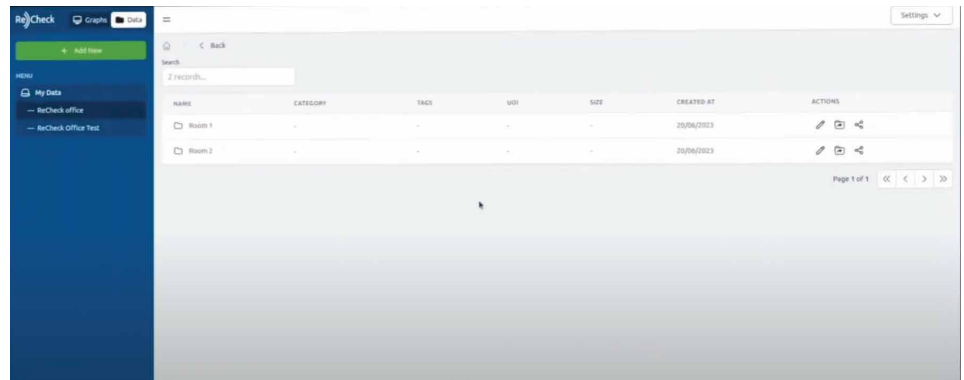 Re))Check Graphs Data
Settings
+ Add New
Back
Search
2 records...
MENU
My Data
— ReCheck office
— ReCheck Office Test
NAME CATEGORY TAGS UOI SIZE CREATED AT ACTIONS
Room 1 - - - - 20/06/2023
Room 2 - - - - 20/06/2023
Page 1 of 1 << < > >>